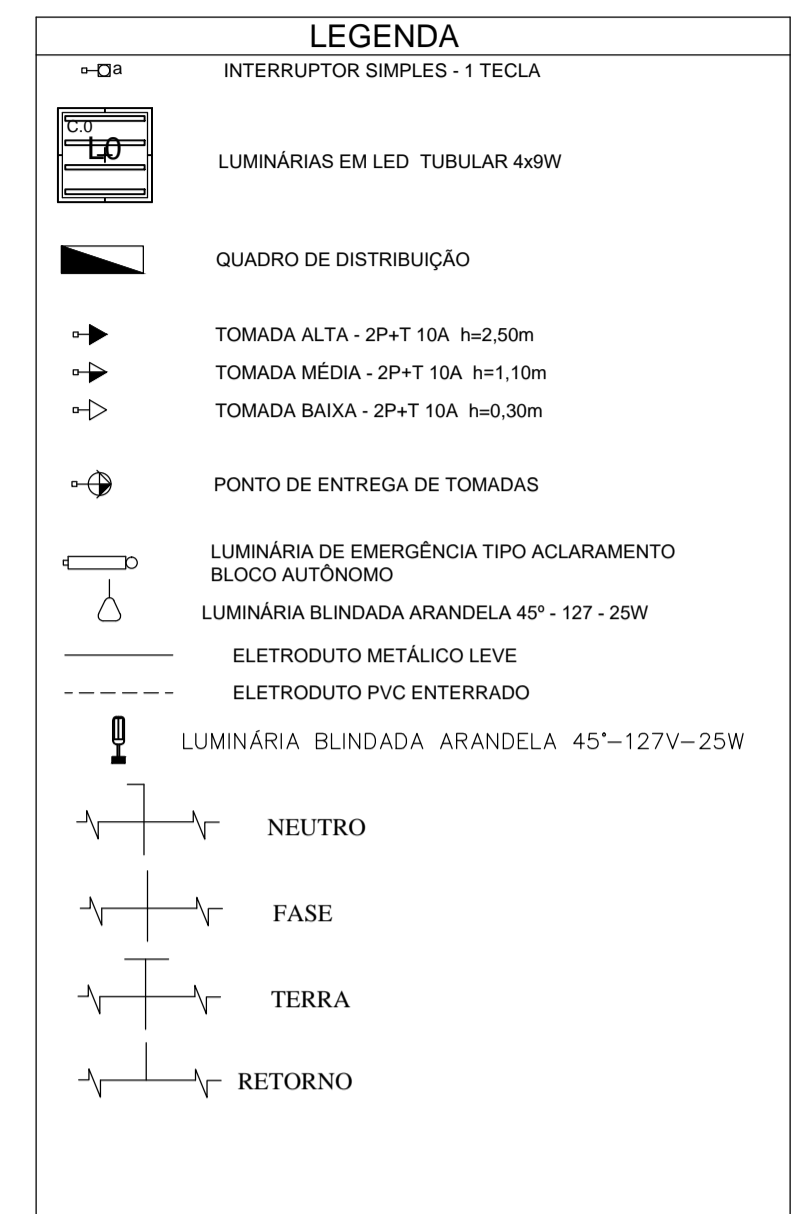 LEGENDA
a INTERRUPTOR SIMPLES - 1 TECLA
C.0
L0
LUMINÁRIAS EM LED TUBULAR 4x9W
QUADRO DE DISTRIBUIÇÃO
TOMADA ALTA - 2P+T 10A h=2,50m
TOMADA MÉDIA - 2P+T 10A h=1,10m
TOMADA BAIXA - 2P+T 10A h=0,30m
PONTO DE ENTREGA DE TOMADAS
LUMINÁRIA DE EMERGÊNCIA TIPO ACLARAMENTO
BLOCO AUTÔNOMO
LUMINÁRIA BLINDADA ARANDELA 45º - 127 - 25W
ELETRODUTO METÁLICO LEVE
ELETRODUTO PVC ENTERRADO
LUMINÁRIA BLINDADA ARANDELA 45°-127V-25W
NEUTRO
FASE
TERRA
RETORNO